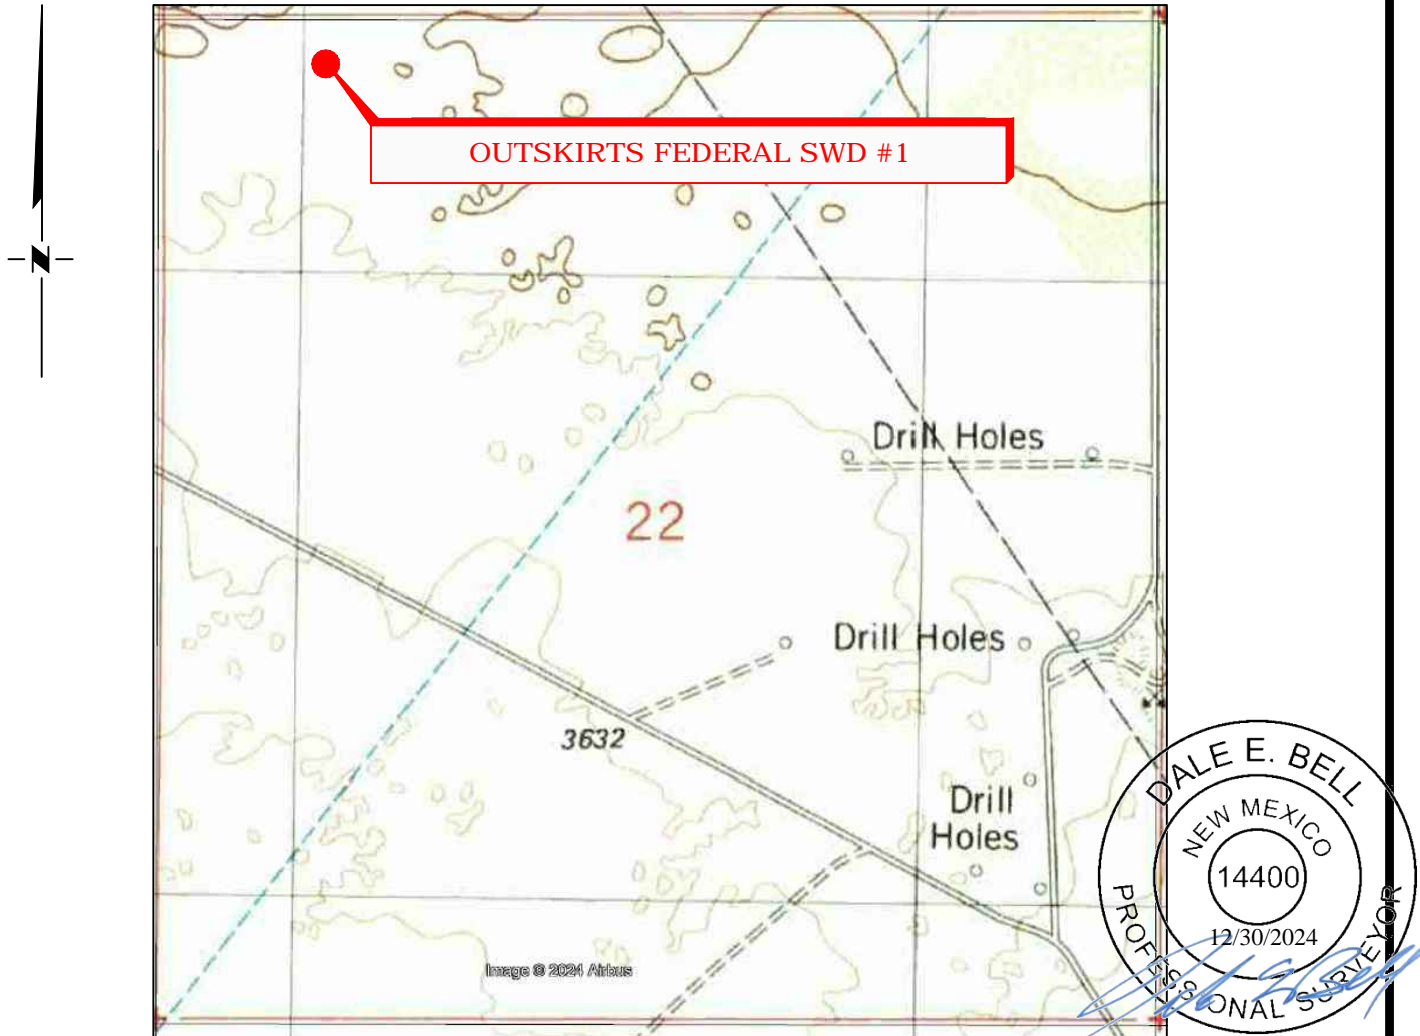 N
OUTSKIRTS FEDERAL SWD #1
Drill Holes
22
Drill Holes
3632
Drill
Holes
Image © 2024 Airbus
DALE E. BELL
NEW MEXICO
14400
12/30/2024
PROFESSIONAL SURVEYOR